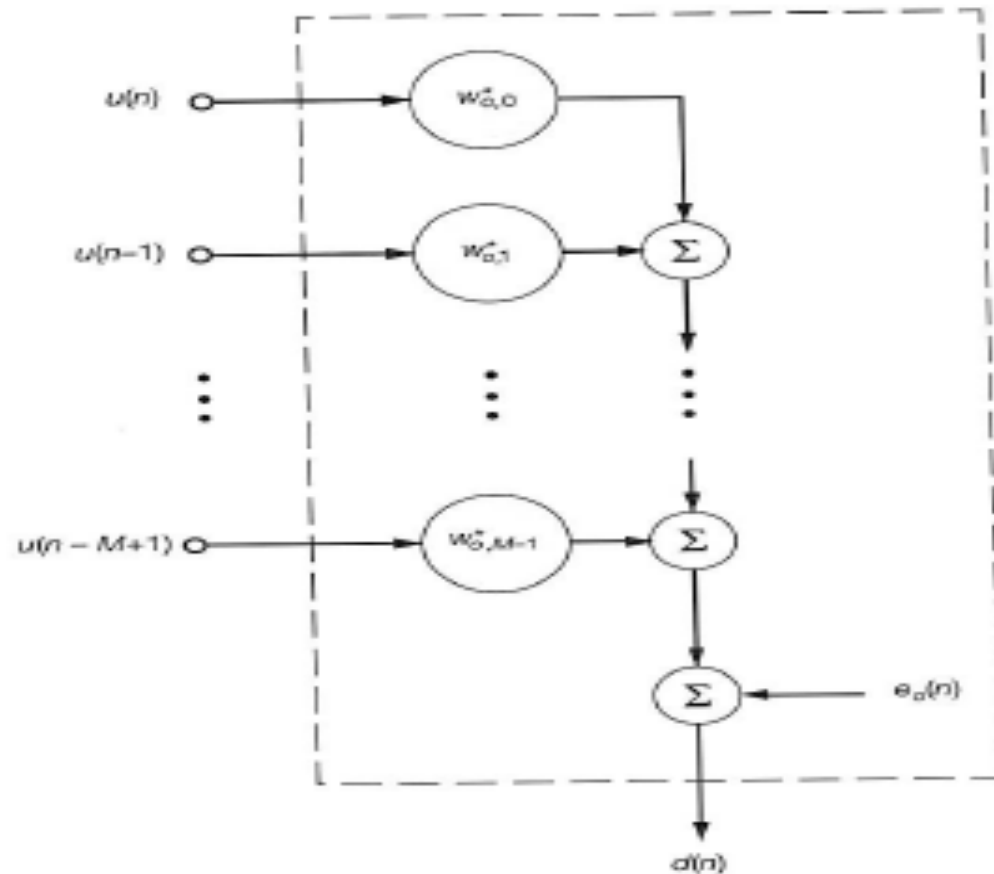 u(n)
w*o,0
u(n−1)
w*o,1
Σ
u(n − M+1)
w*o,M−1
Σ
Σ
eo(n)
d(n)